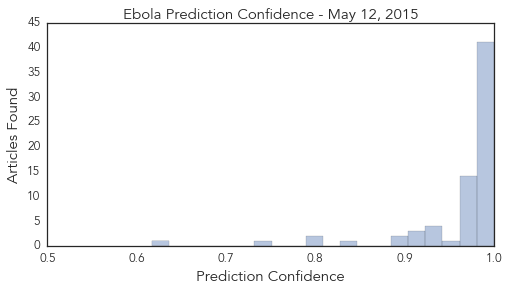 Ebola Prediction Confidence - May 12, 2015
45
40
35
30
25
20
15
10
5
0
Articles Found
0.5 0.6 0.7 0.8 0.9 1.0
Prediction Confidence